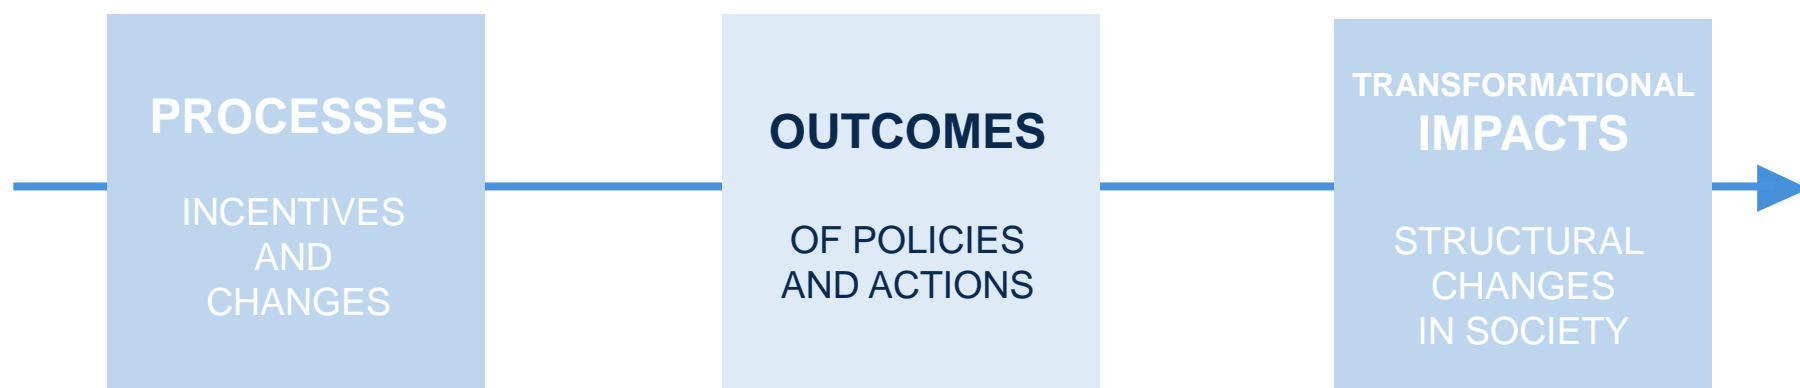 PROCESSES
INCENTIVES
AND
CHANGES
OUTCOMES
OF POLICIES
AND ACTIONS
TRANSFORMATIONAL
IMPACTS
STRUCTURAL
CHANGES
IN SOCIETY